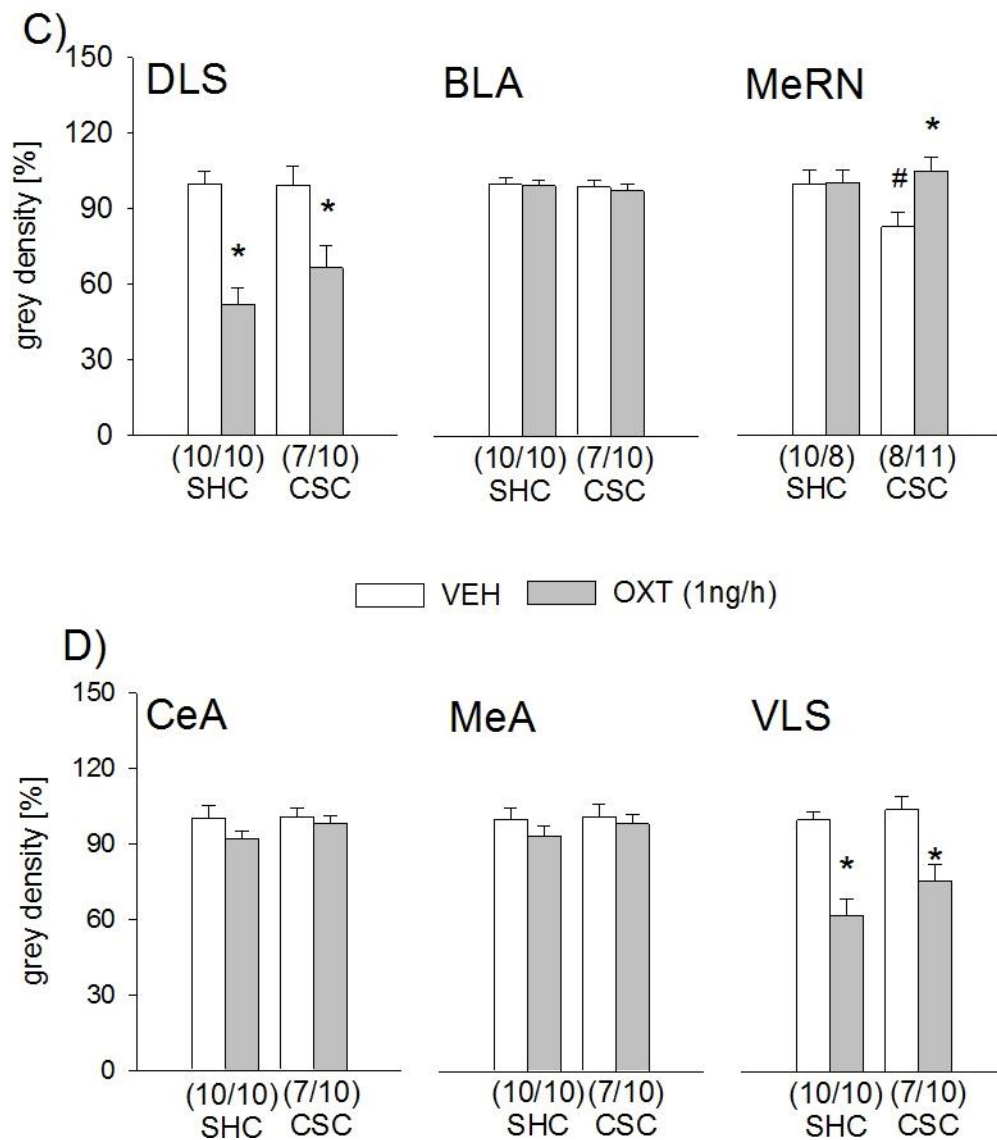 C)
DLS BLA MeRN
grey density [%]
150
120
90
60
30
0
* * # *
(10/10) (7/10) (10/10) (7/10) (10/8) (8/11)
SHC CSC SHC CSC SHC CSC
VEH OXT (1ng/h)
D)
CeA MeA VLS
grey density [%]
150
120
90
60
30
0
* *
(10/10) (7/10) (10/10) (7/10) (10/10) (7/10)
SHC CSC SHC CSC SHC CSC